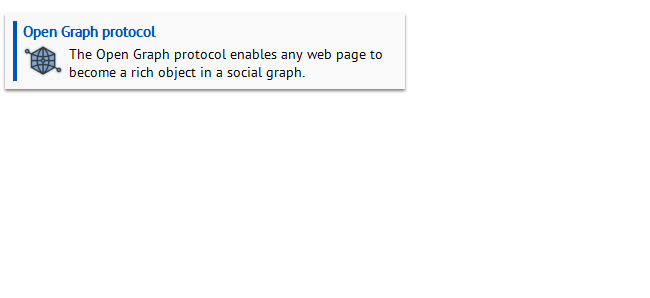 Open Graph protocol
The Open Graph protocol enables any web page to
become a rich object in a social graph.